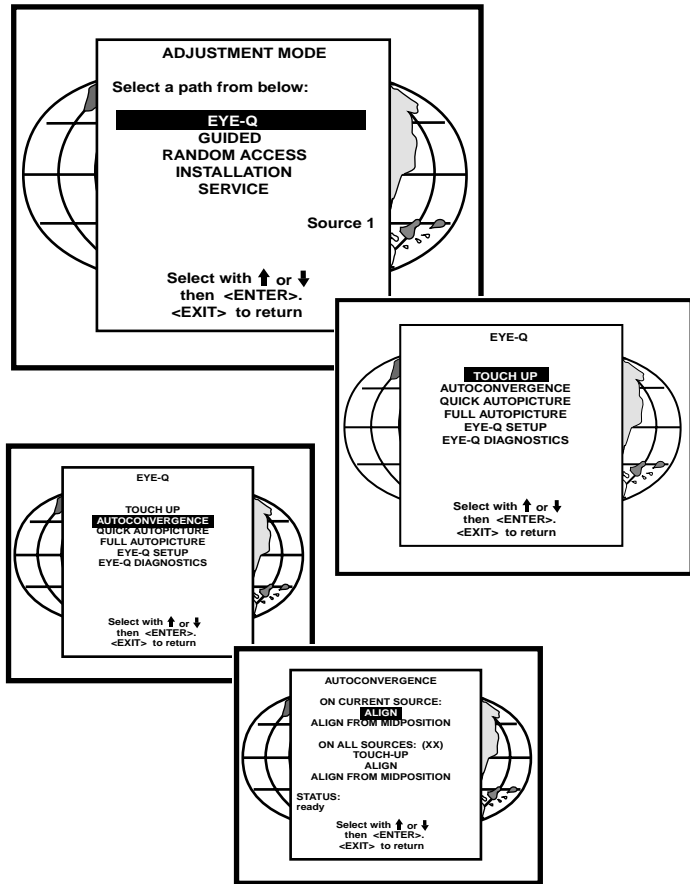 ADJUSTMENT MODE
Select a path from below:
EYE-Q
GUIDED
RANDOM ACCESS
INSTALLATION
SERVICE
Source 1
Select with ⬆ or ⬇
then <ENTER>.
<EXIT> to return
EYE-Q
TOUCH UP
AUTOCONVERGENCE
QUICK AUTOPICTURE
FULL AUTOPICTURE
EYE-Q SETUP
EYE-Q DIAGNOSTICS
Select with ⬆ or ⬇
then <ENTER>.
<EXIT> to return
EYE-Q
TOUCH UP
AUTOCONVERGENCE
QUICK AUTOPICTURE
FULL AUTOPICTURE
EYE-Q SETUP
EYE-Q DIAGNOSTICS
Select with ⬆ or ⬇
then <ENTER>.
<EXIT> to return
AUTOCONVERGENCE
ON CURRENT SOURCE:
ALIGN
ALIGN FROM MIDPOSITION
ON ALL SOURCES: (XX)
TOUCH-UP
ALIGN
ALIGN FROM MIDPOSITION
STATUS:
ready
Select with ⬆ or ⬇
then <ENTER>.
<EXIT> to return